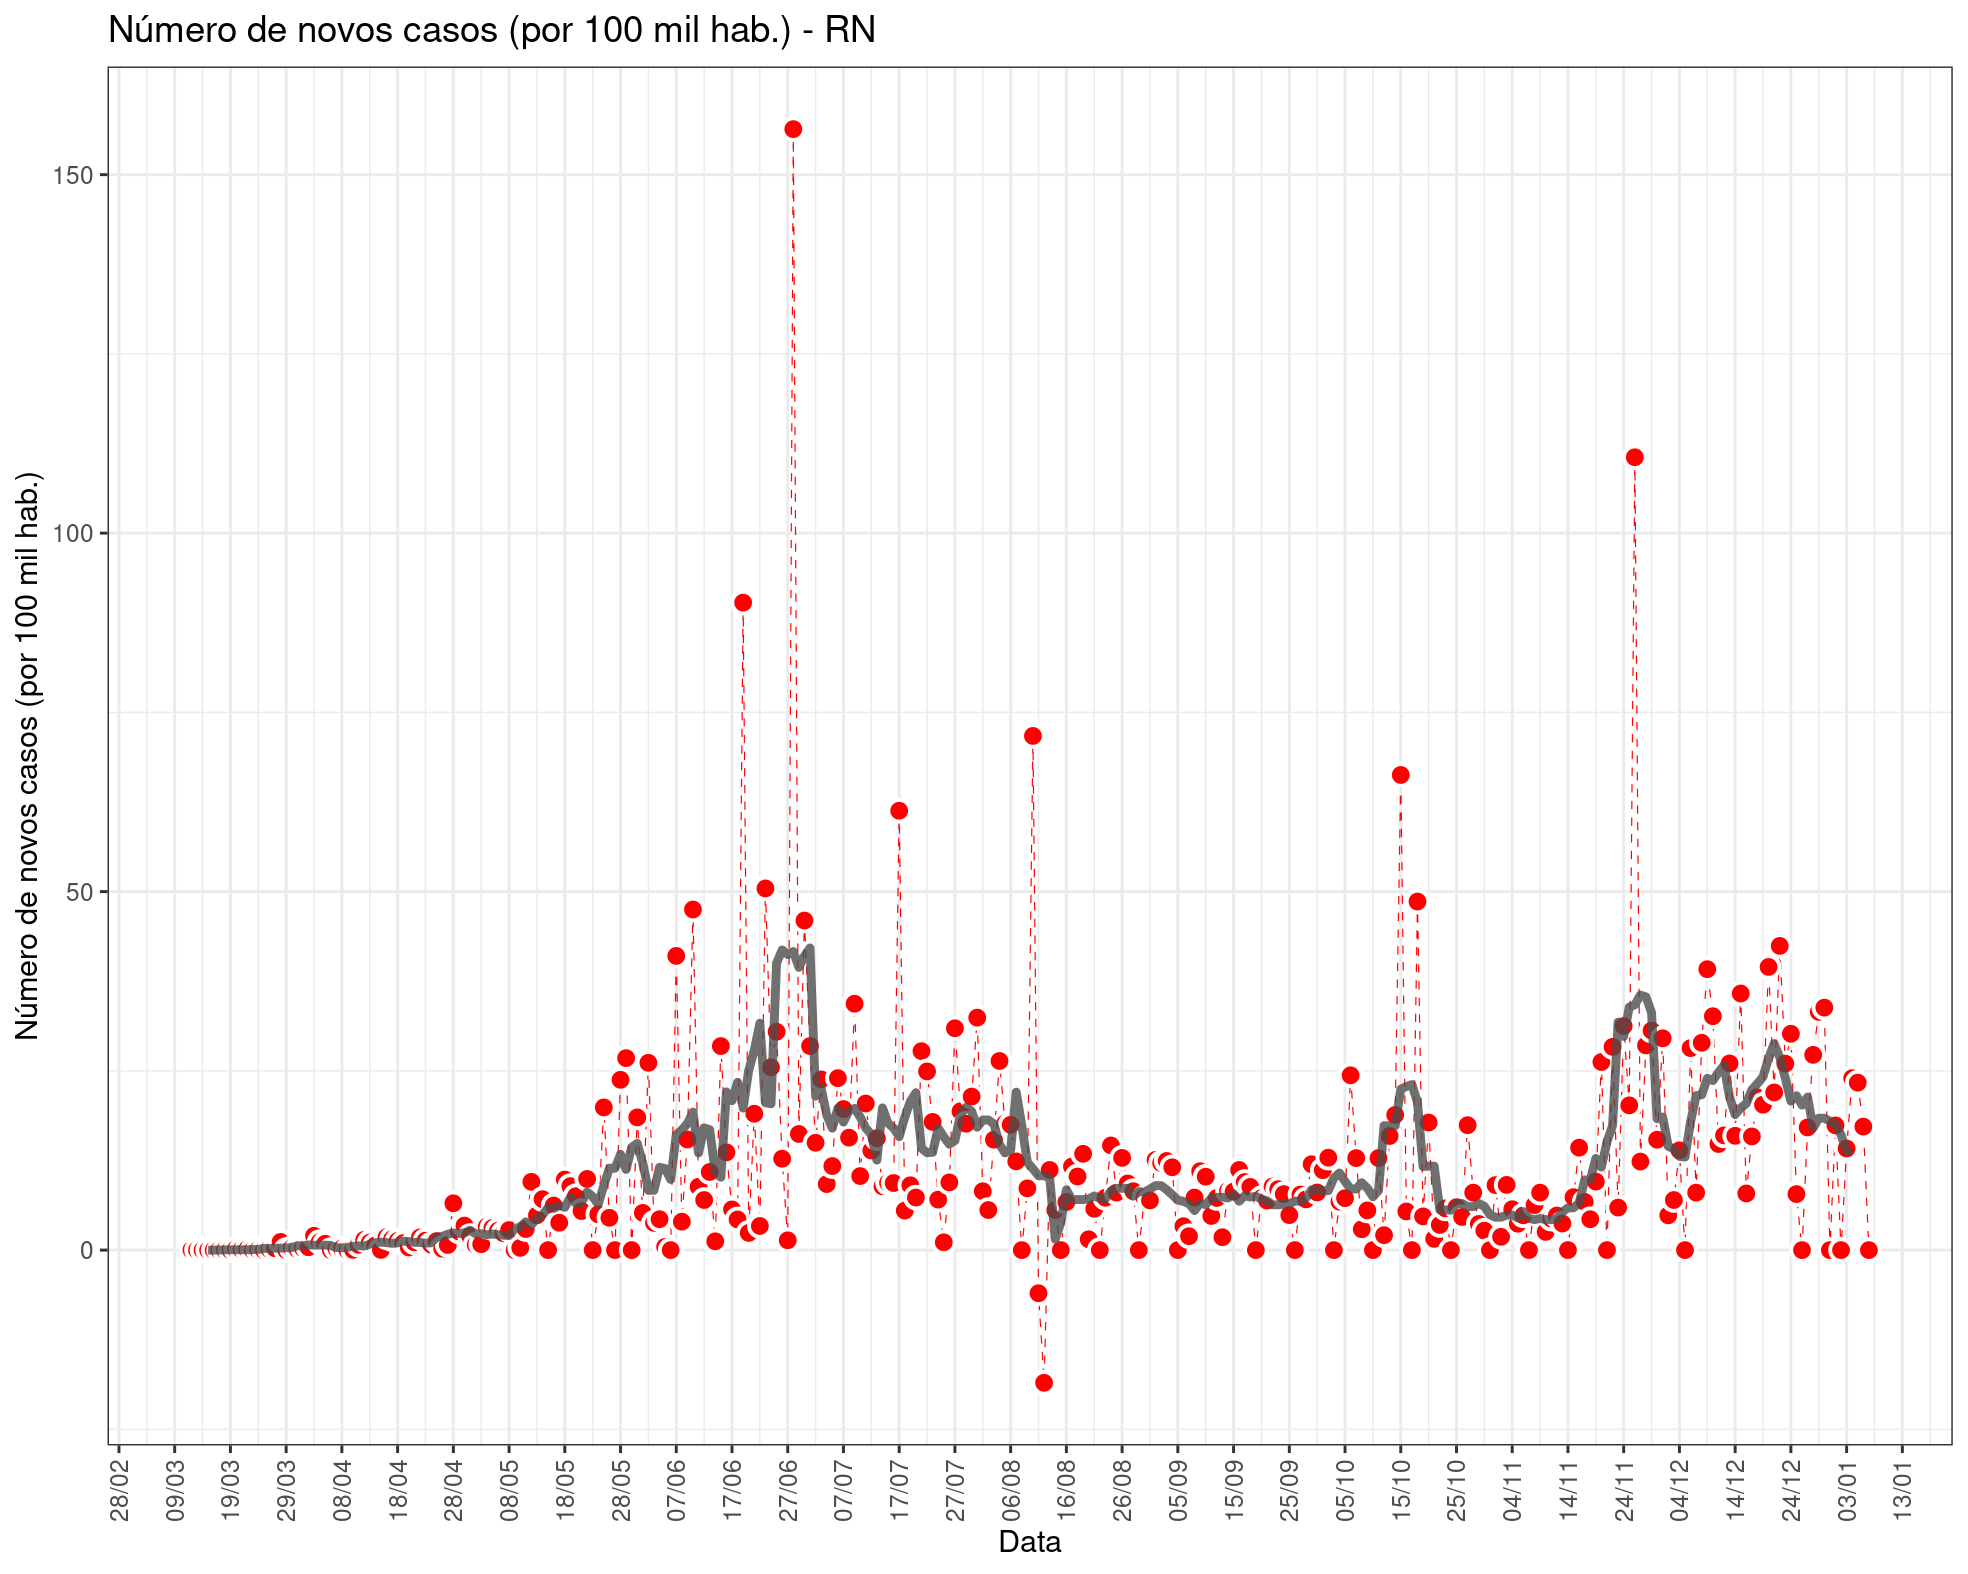 Número de novos casos (por 100 mil hab.) - RN
Número de novos casos (por 100 mil hab.)
150
100
50
0
28/02 09/03 19/03 29/03 08/04 18/04 28/04 08/05 18/05 28/05 07/06 17/06 27/06 07/07 17/07 27/07 06/08 16/08 26/08 05/09 15/09 25/09 05/10 15/10 25/10 04/11 14/11 24/11 04/12 14/12 24/12 03/01 13/01
Data